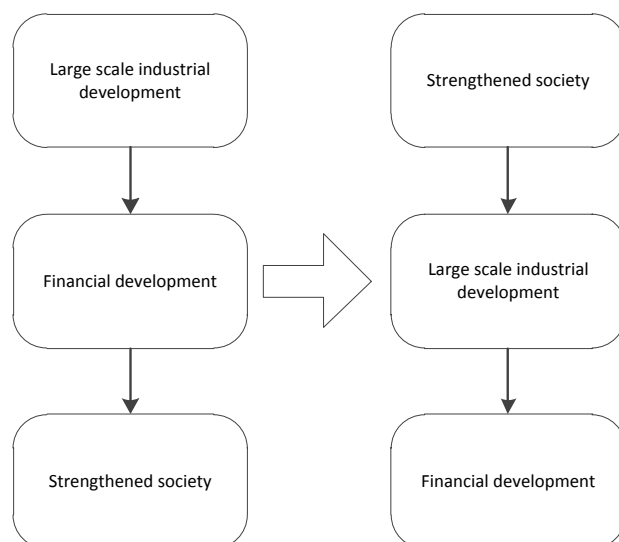 Large scale industrial
development
Financial development
Strengthened society
Strengthened society
Large scale industrial
development
Financial development